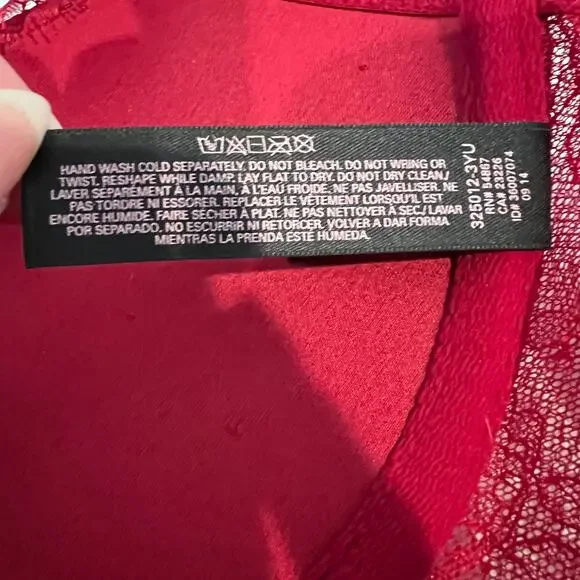 HAND WASH COLD SEPARATELY. DO NOT BLEACH. DO NOT WRING OR
TWIST. RESHAPE WHILE DAMP. LAY FLAT TO DRY. DO NOT DRY CLEAN/
LAVER SÉPARÉMENT À LA MAIN, À L'EAU FROIDE. NE PAS JAVELLISER. NE
PAS TORDRE NI ESSORER. REPLACER LE VÊTEMENT LORSQU'IL EST
ENCORE HUMIDE. FAIRE SÉCHER À PLAT. NE PAS NETTOYER À SEC/ LAVAR
POR SEPARADO. NO ESCURRIR NI RETORCER. VOLVER A DAR FORMA
MIENTRAS LA PRENDA ESTÉ HÚMEDA.
325012-3YU
RN# 54867
CA# 23226
ID# 36007074
09 14